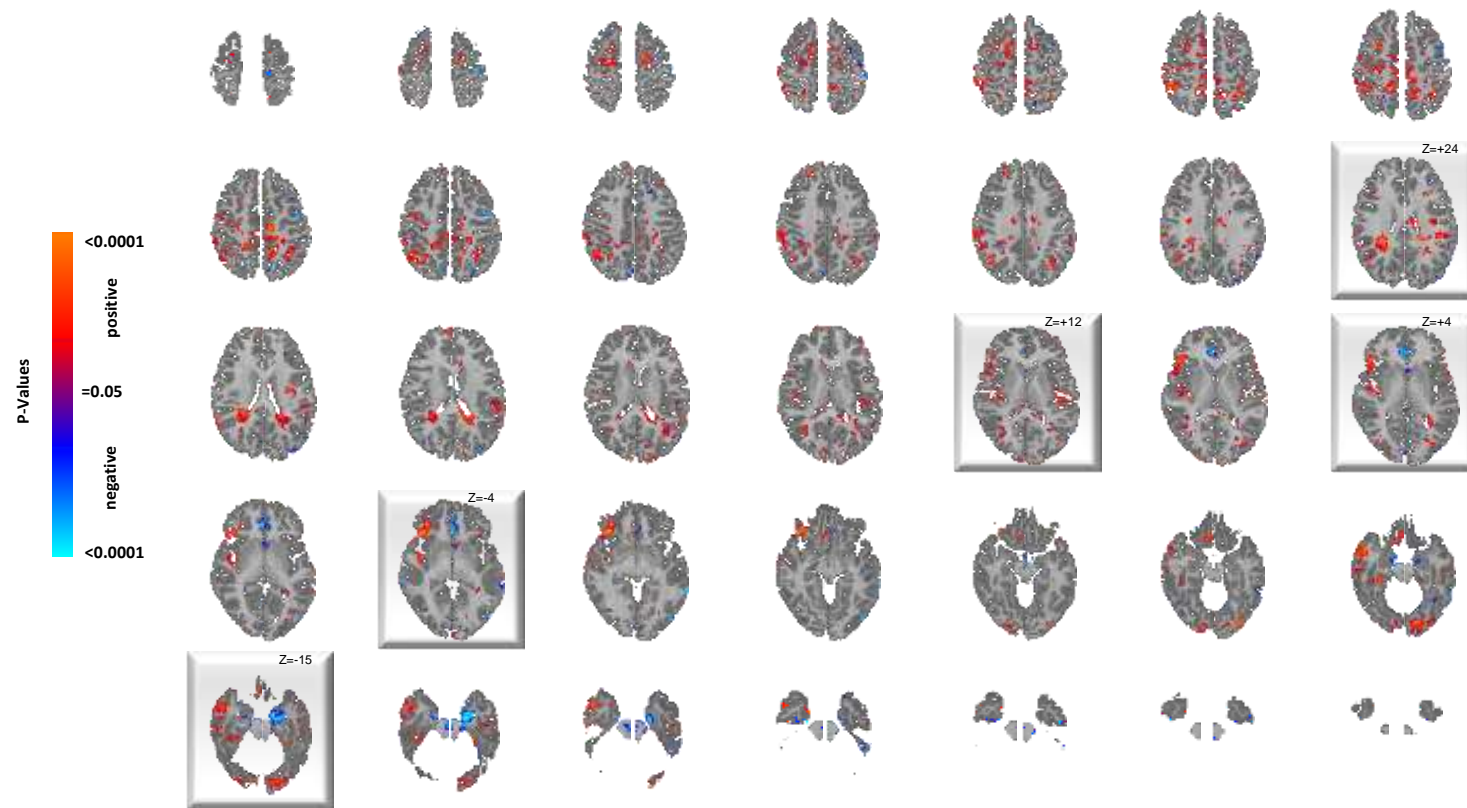 Z=+24
<0.0001
positive
P-Values
=0.05
negative
<0.0001
Z=+12
Z=+4
Z=-4
Z=-15